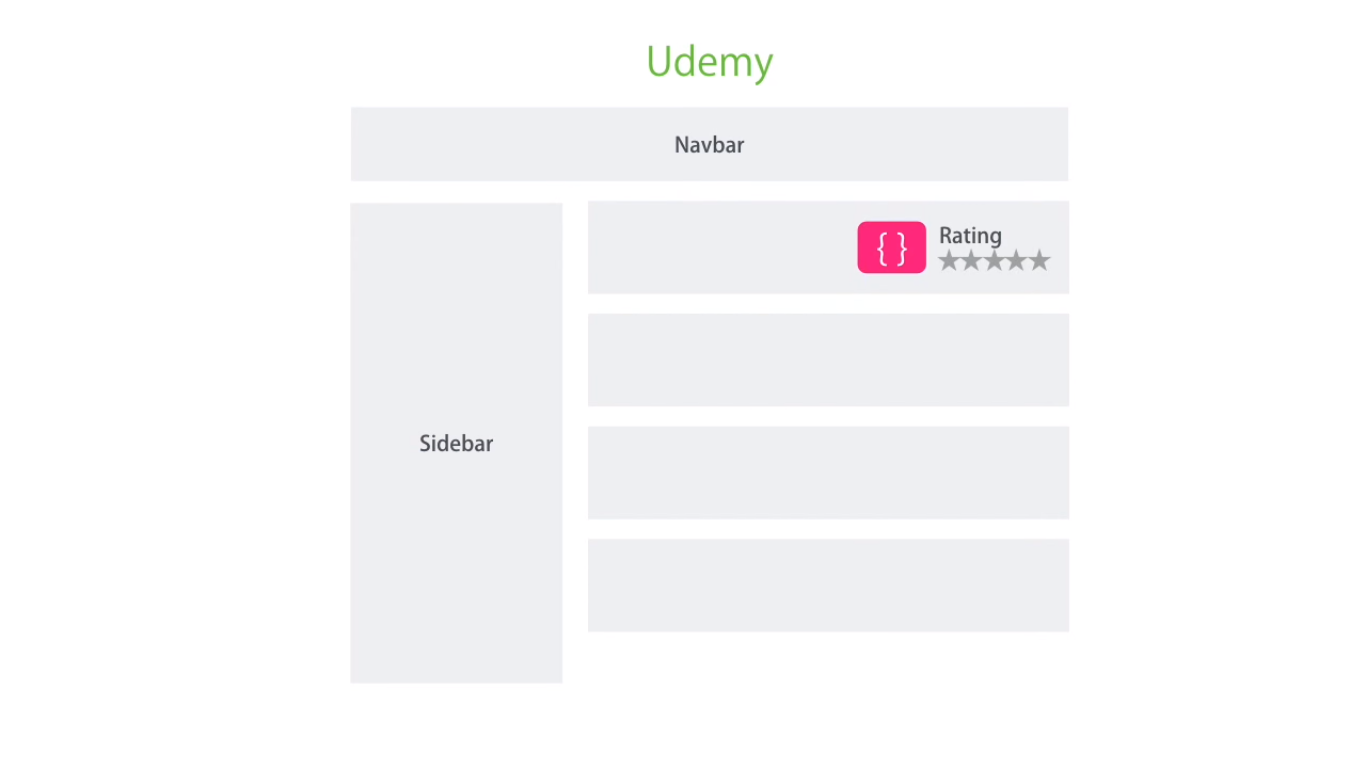 Udemy
Navbar
{ }
Rating
Sidebar